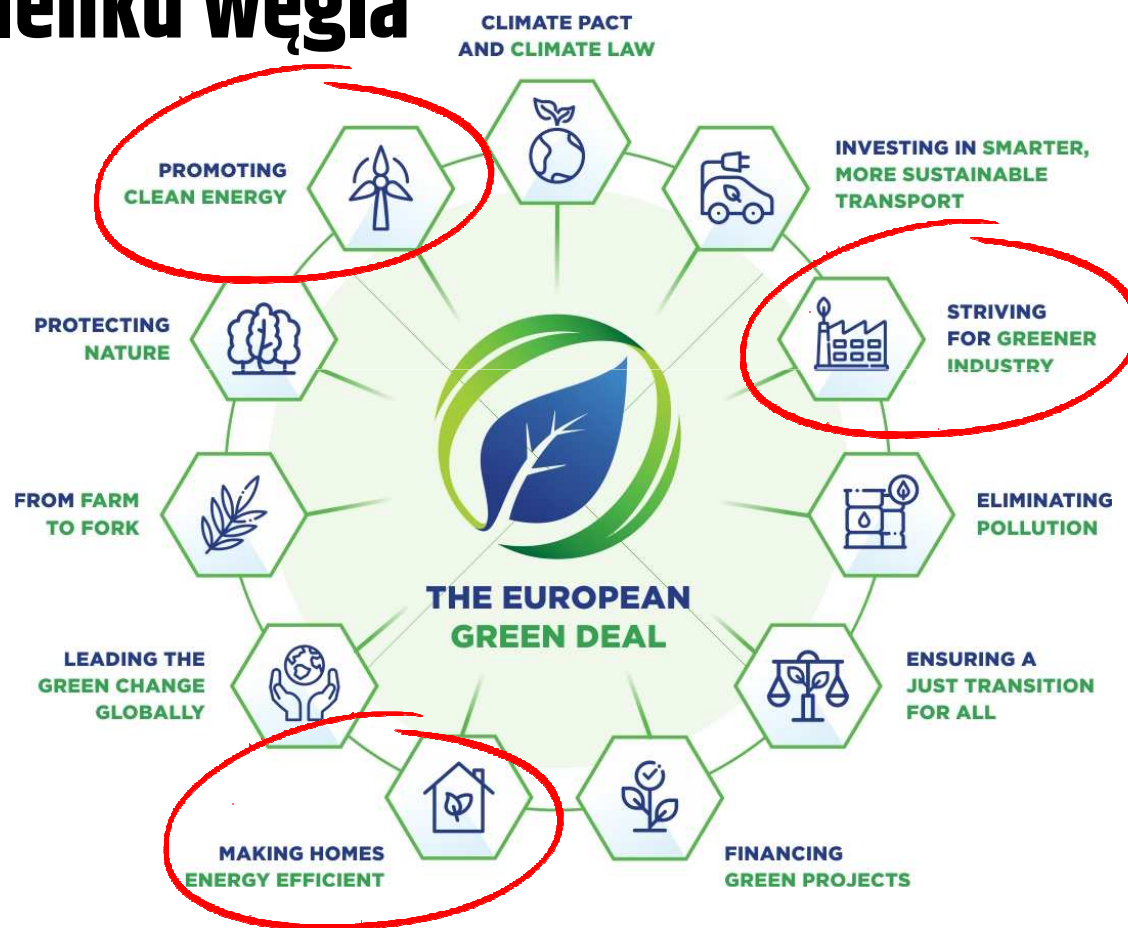 węgla
CLIMATE PACT
AND CLIMATE LAW
INVESTING IN SMARTER,
MORE SUSTAINABLE
TRANSPORT
STRIVING
FOR GREENER
INDUSTRY
ELIMINATING
POLLUTION
ENSURING A
JUST TRANSITION
FOR ALL
FINANCING
GREEN PROJECTS
MAKING HOMES
ENERGY EFFICIENT
LEADING THE
GREEN CHANGE
GLOBALLY
FROM FARM
TO FORK
PROTECTING
NATURE
PROMOTING
CLEAN ENERGY
THE EUROPEAN
GREEN DEAL